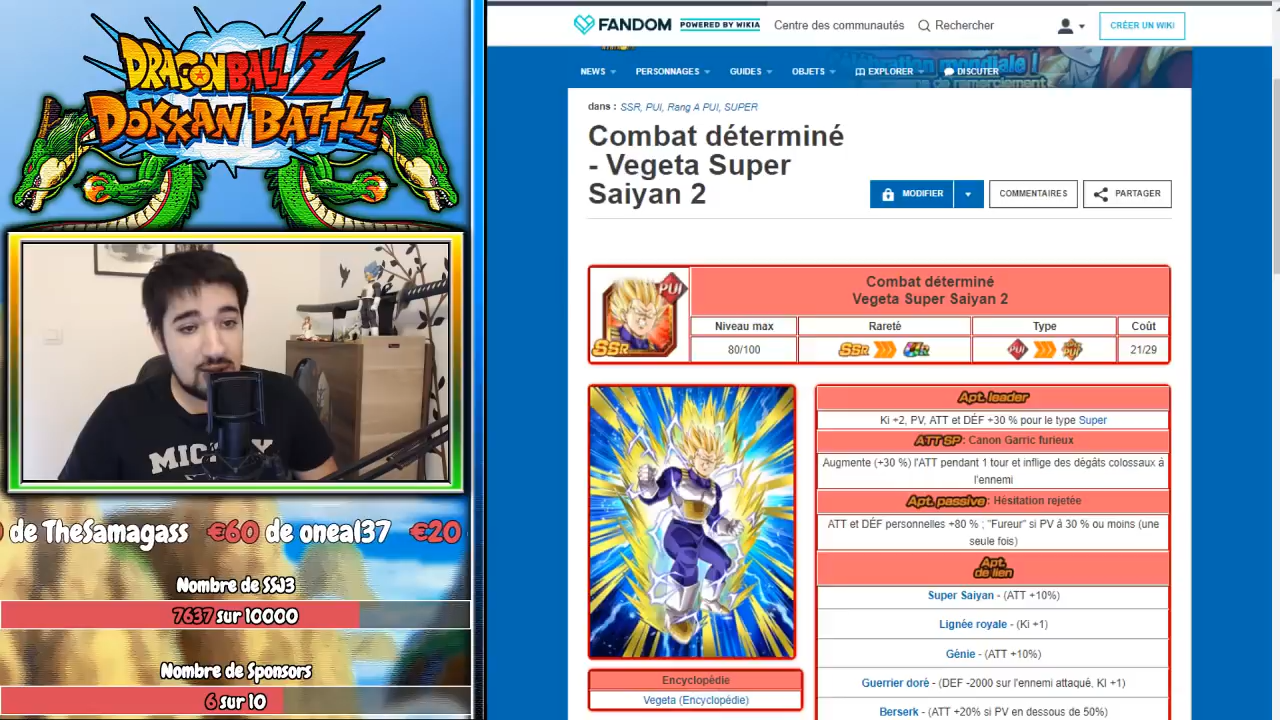 DRAGON BALL Z
DOKKAN BATTLE
de TheSamagass €60 de oneal37 €20
Nombre de SSJ3
7637 sur 10000
Nombre de Sponsors
6 sur 10
FANDOM POWERED BY WIKIA Centre des communautés Rechercher CRÉER UN WIKI
NEWS PERSONNAGES GUIDES OBJETS EXPLORER DISCUTER
dans : SSR, PUI, Rang A PUI, SUPER
Combat déterminé
- Vegeta Super
Saiyan 2
MODIFIER COMMENTAIRES PARTAGER
PUI
SSR
Combat déterminé
Vegeta Super Saiyan 2
Niveau max Rareté Type Coût
80/100 SSR PUI PUI 21/29
Apt. leader
Ki +2, PV, ATT et DÉF +30 % pour le type Super
ATT SP: Canon Garric furieux
Augmente (+30 %) l'ATT pendant 1 tour et inflige des dégâts colossaux à
l'ennemi
Apt. passive: Hésitation rejetée
ATT et DÉF personnelles +80 % ; "Fureur" si PV à 30 % ou moins (une
seule fois)
Apt.
de lien
Super Saiyan - (ATT +10%)
Lignée royale - (Ki +1)
Génie - (ATT +10%)
Guerrier doré - (DEF -2000 sur l'ennemi attaqué. KI +1)
Berserk - (ATT +20% si PV en dessous de 50%)
Encyclopédie
Vegeta (Encyclopédie)